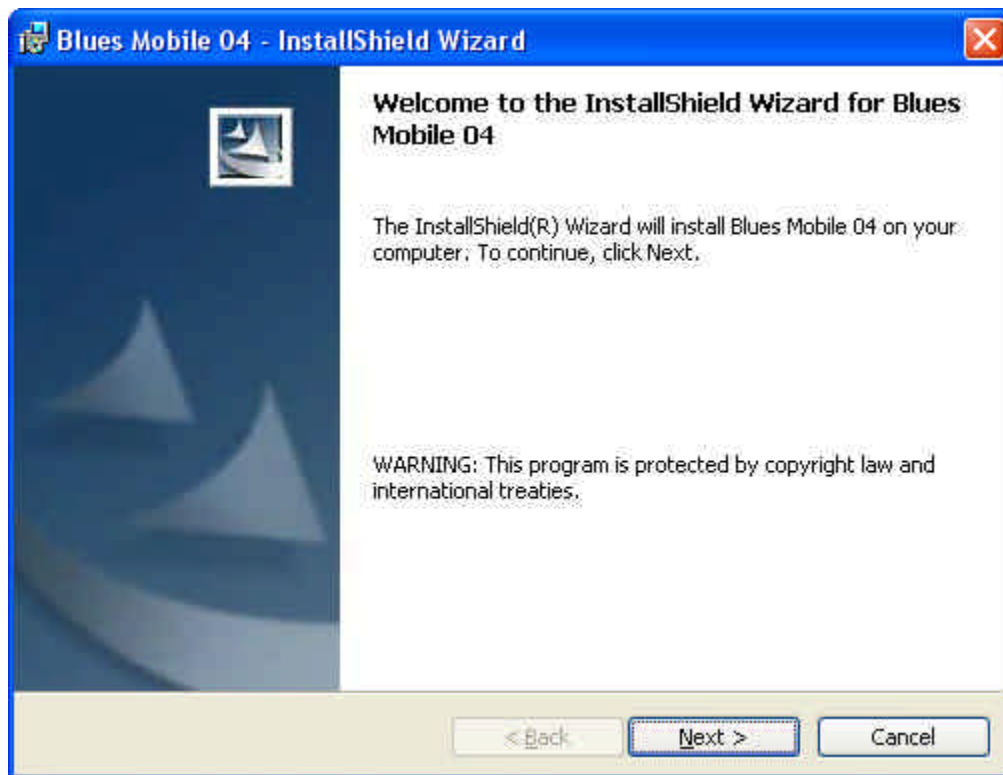 Blues Mobile 04 - InstallShield Wizard
Welcome to the InstallShield Wizard for Blues
Mobile 04
The InstallShield(R) Wizard will install Blues Mobile 04 on your
computer. To continue, click Next.
WARNING: This program is protected by copyright law and
international treaties.
< Back
Next >
Cancel